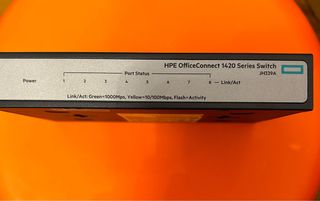 HPE OfficeConnect 1420 Series Switch
JH329A
Port Status
Power 1 2 3 4 5 6 7 8 Link/Act
Link/Act: Green=1000Mbps, Yellow=10/100Mbps, Flash=Activity